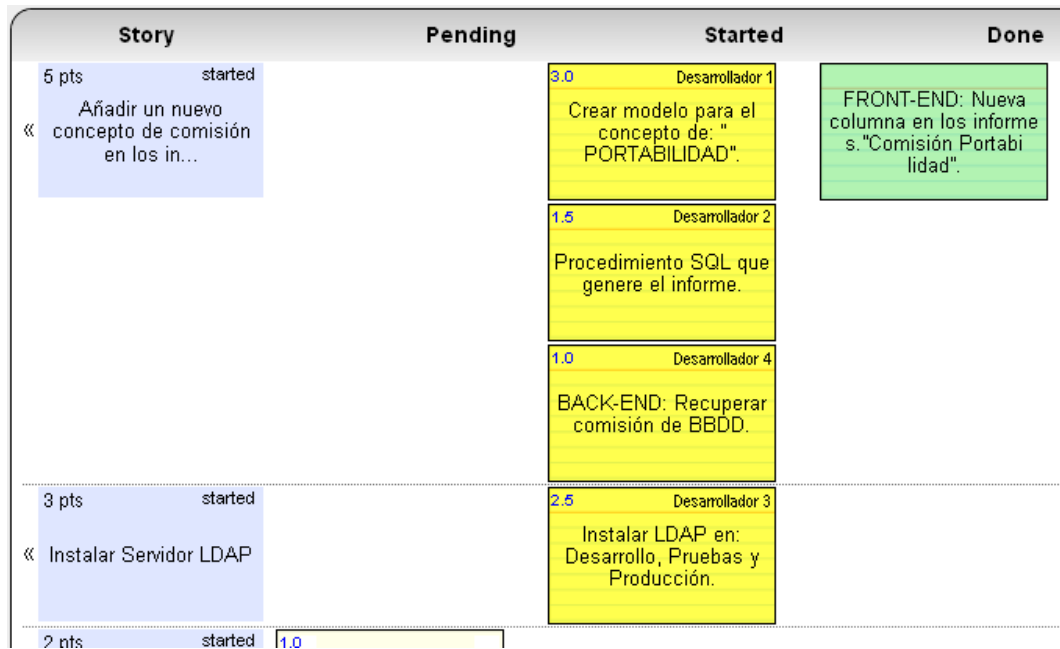 Story Pending Started Done
5 pts started
Añadir un nuevo
concepto de comisión
en los in...
«
3.0 Desarrollador 1
Crear modelo para el
concepto de: "
PORTABILIDAD".
FRONT-END: Nueva
columna en los informe
s."Comisión Portabi
lidad".
1.5 Desarrollador 2
Procedimiento SQL que
genere el informe.
1.0 Desarrollador 4
BACK-END: Recuperar
comisión de BBDD.
3 pts started
« Instalar Servidor LDAP
2.5 Desarrollador 3
Instalar LDAP en:
Desarrollo, Pruebas y
Producción.
2 pts started
1.0